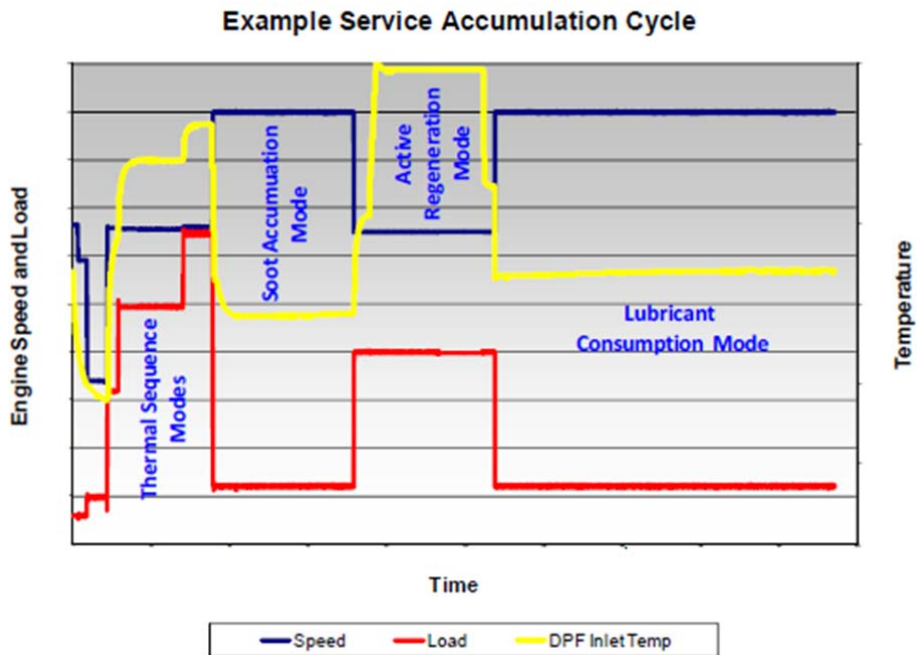 Example Service Accumulation Cycle
Engine Speed and Load
Thermal Sequence
Modes
Soot Accumuation
Mode
Active
Regeneration
Mode
Lubricant
Consumption Mode
Temperature
Time
Speed
Load
DPF Inlet Temp